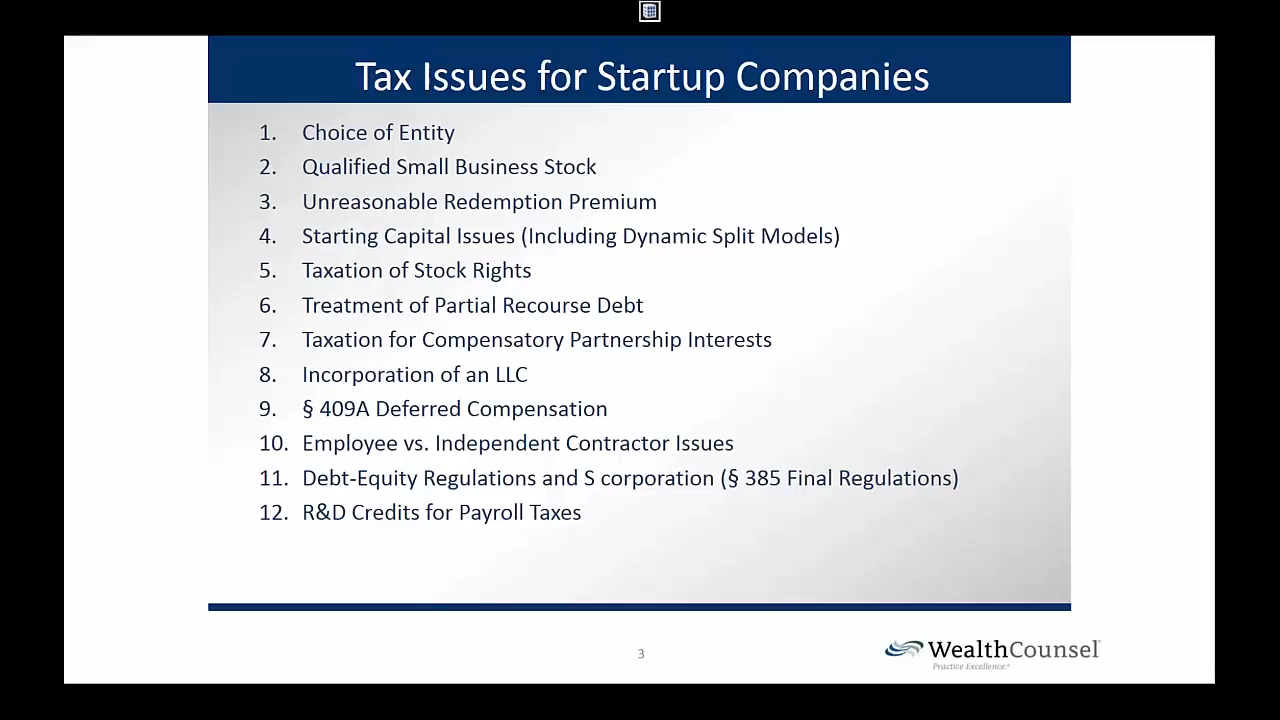 Tax Issues for Startup Companies
1. Choice of Entity
2. Qualified Small Business Stock
3. Unreasonable Redemption Premium
4. Starting Capital Issues (Including Dynamic Split Models)
5. Taxation of Stock Rights
6. Treatment of Partial Recourse Debt
7. Taxation for Compensatory Partnership Interests
8. Incorporation of an LLC
9. § 409A Deferred Compensation
10. Employee vs. Independent Contractor Issues
11. Debt-Equity Regulations and S corporation (§ 385 Final Regulations)
12. R&D Credits for Payroll Taxes
3
WealthCounsel
Practice Excellence.